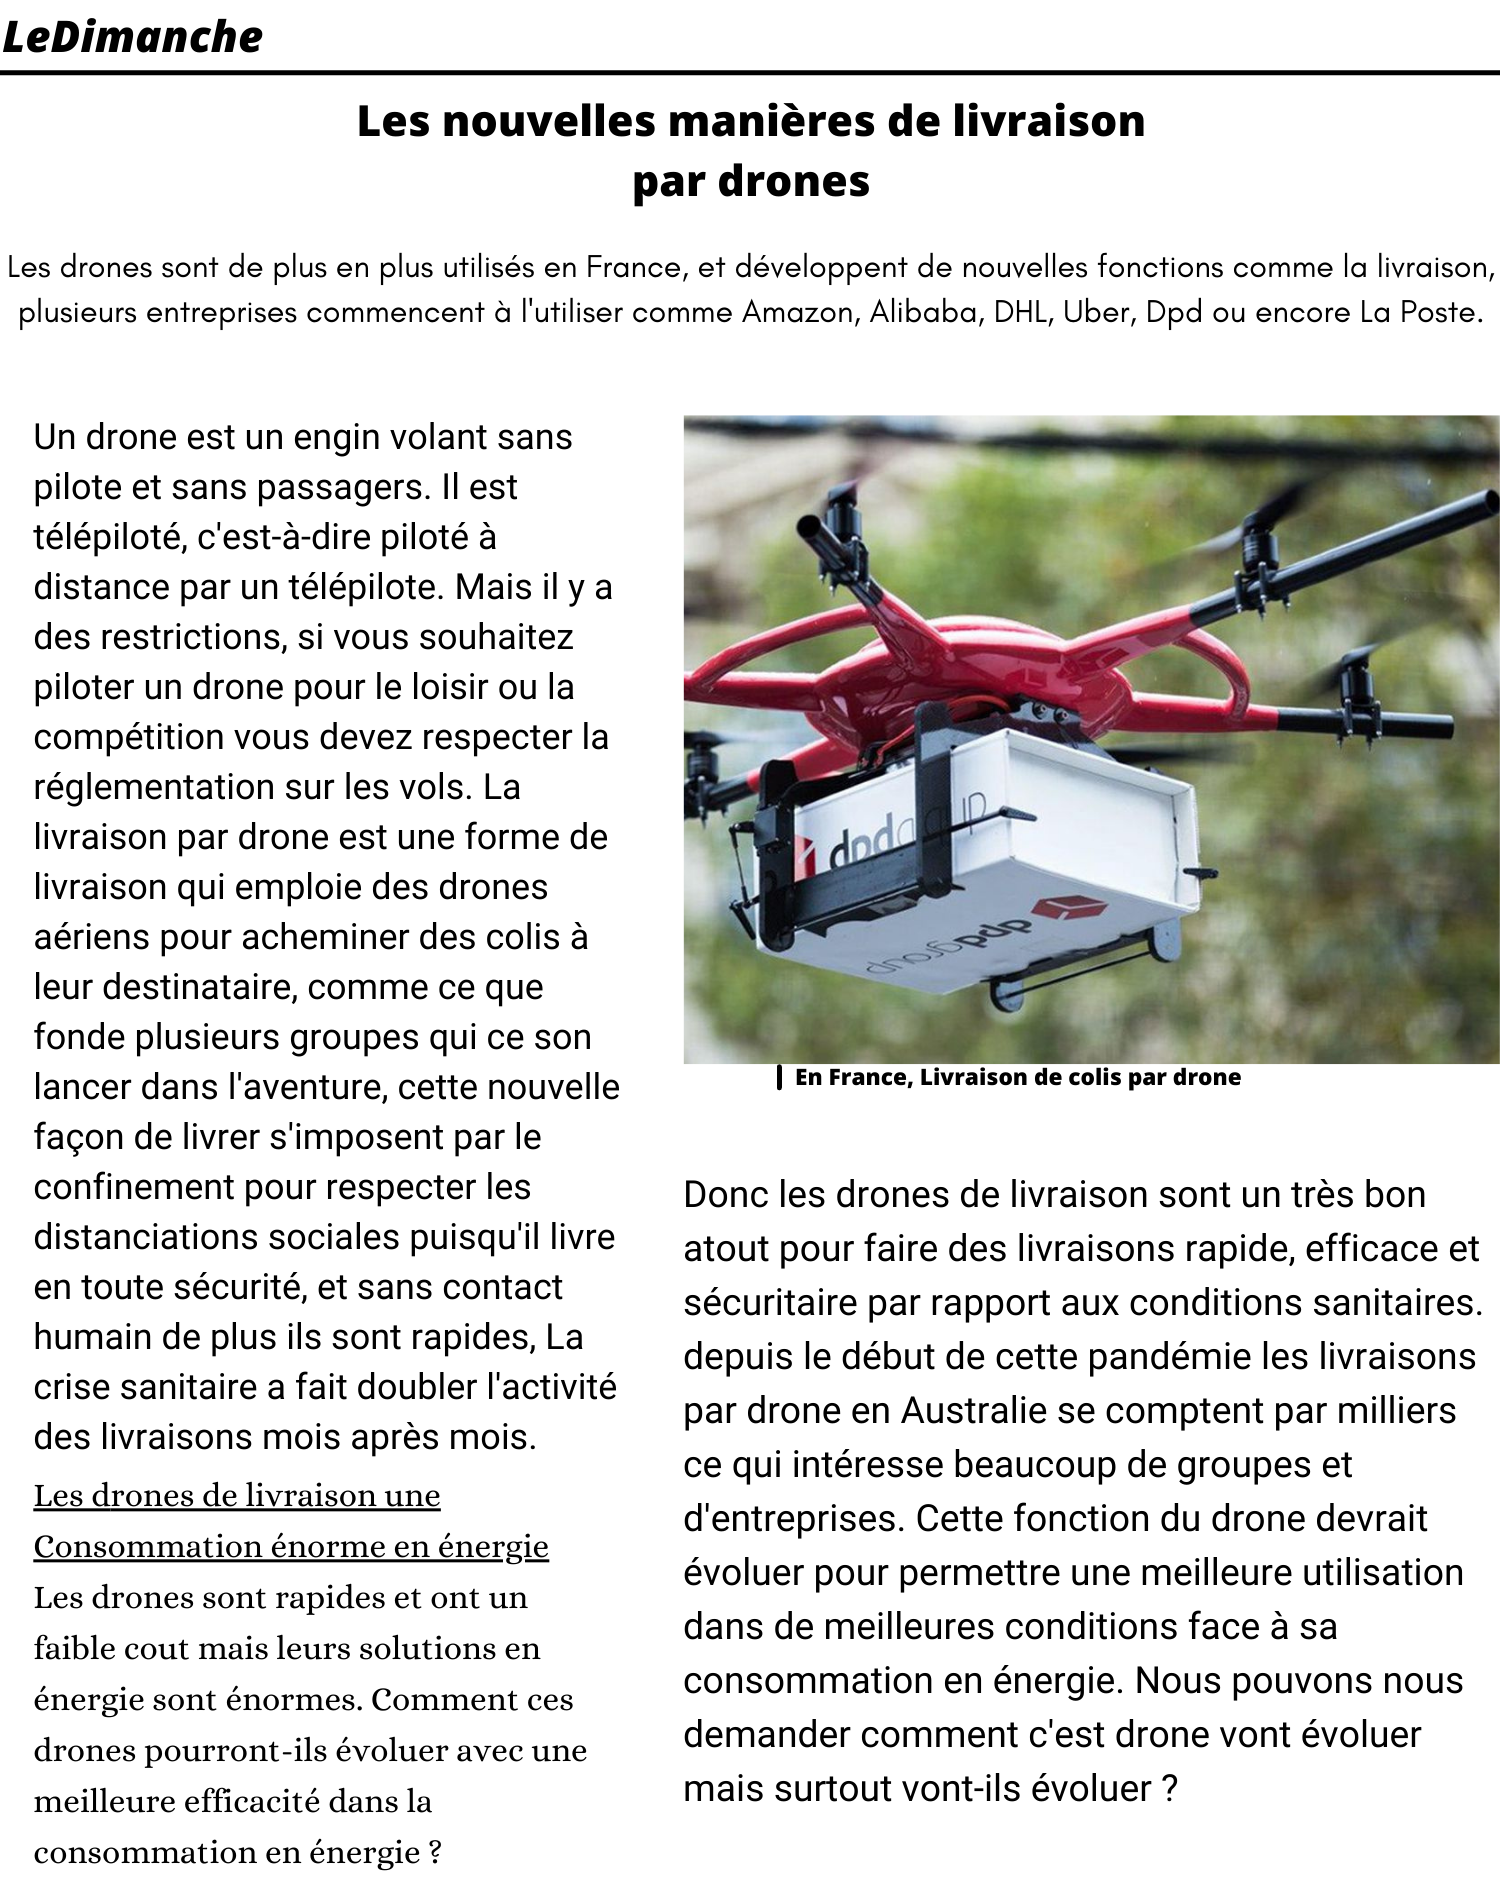 LeDimanche
Les nouvelles manières de livraison
par drones
Les drones sont de plus en plus utilisés en France, et développent de nouvelles fonctions comme la livraison,
plusieurs entreprises commencent à l'utiliser comme Amazon, Alibaba, DHL, Uber, Dpd ou encore La Poste.
Un drone est un engin volant sans
pilote et sans passagers. Il est
télépiloté, c'est-à-dire piloté à
distance par un télépilote. Mais il y a
des restrictions, si vous souhaitez
piloter un drone pour le loisir ou la
compétition vous devez respecter la
réglementation sur les vols. La
livraison par drone est une forme de
livraison qui emploie des drones
aériens pour acheminer des colis à
leur destinataire, comme ce que
fonde plusieurs groupes qui ce son
lancer dans l'aventure, cette nouvelle
façon de livrer s'imposent par le
confinement pour respecter les
distanciations sociales puisqu'il livre
en toute sécurité, et sans contact
humain de plus ils sont rapides, La
crise sanitaire a fait doubler l'activité
des livraisons mois après mois.
Les drones de livraison une
Consommation énorme en énergie
Les drones sont rapides et ont un
faible cout mais leurs solutions en
énergie sont énormes. Comment ces
drones pourront-ils évoluer avec une
meilleure efficacité dans la
consommation en énergie ?
dpdgroup
dpdgroup
En France, Livraison de colis par drone
Donc les drones de livraison sont un très bon
atout pour faire des livraisons rapide, efficace et
sécuritaire par rapport aux conditions sanitaires.
depuis le début de cette pandémie les livraisons
par drone en Australie se comptent par milliers
ce qui intéresse beaucoup de groupes et
d'entreprises. Cette fonction du drone devrait
évoluer pour permettre une meilleure utilisation
dans de meilleures conditions face à sa
consommation en énergie. Nous pouvons nous
demander comment c'est drone vont évoluer
mais surtout vont-ils évoluer ?